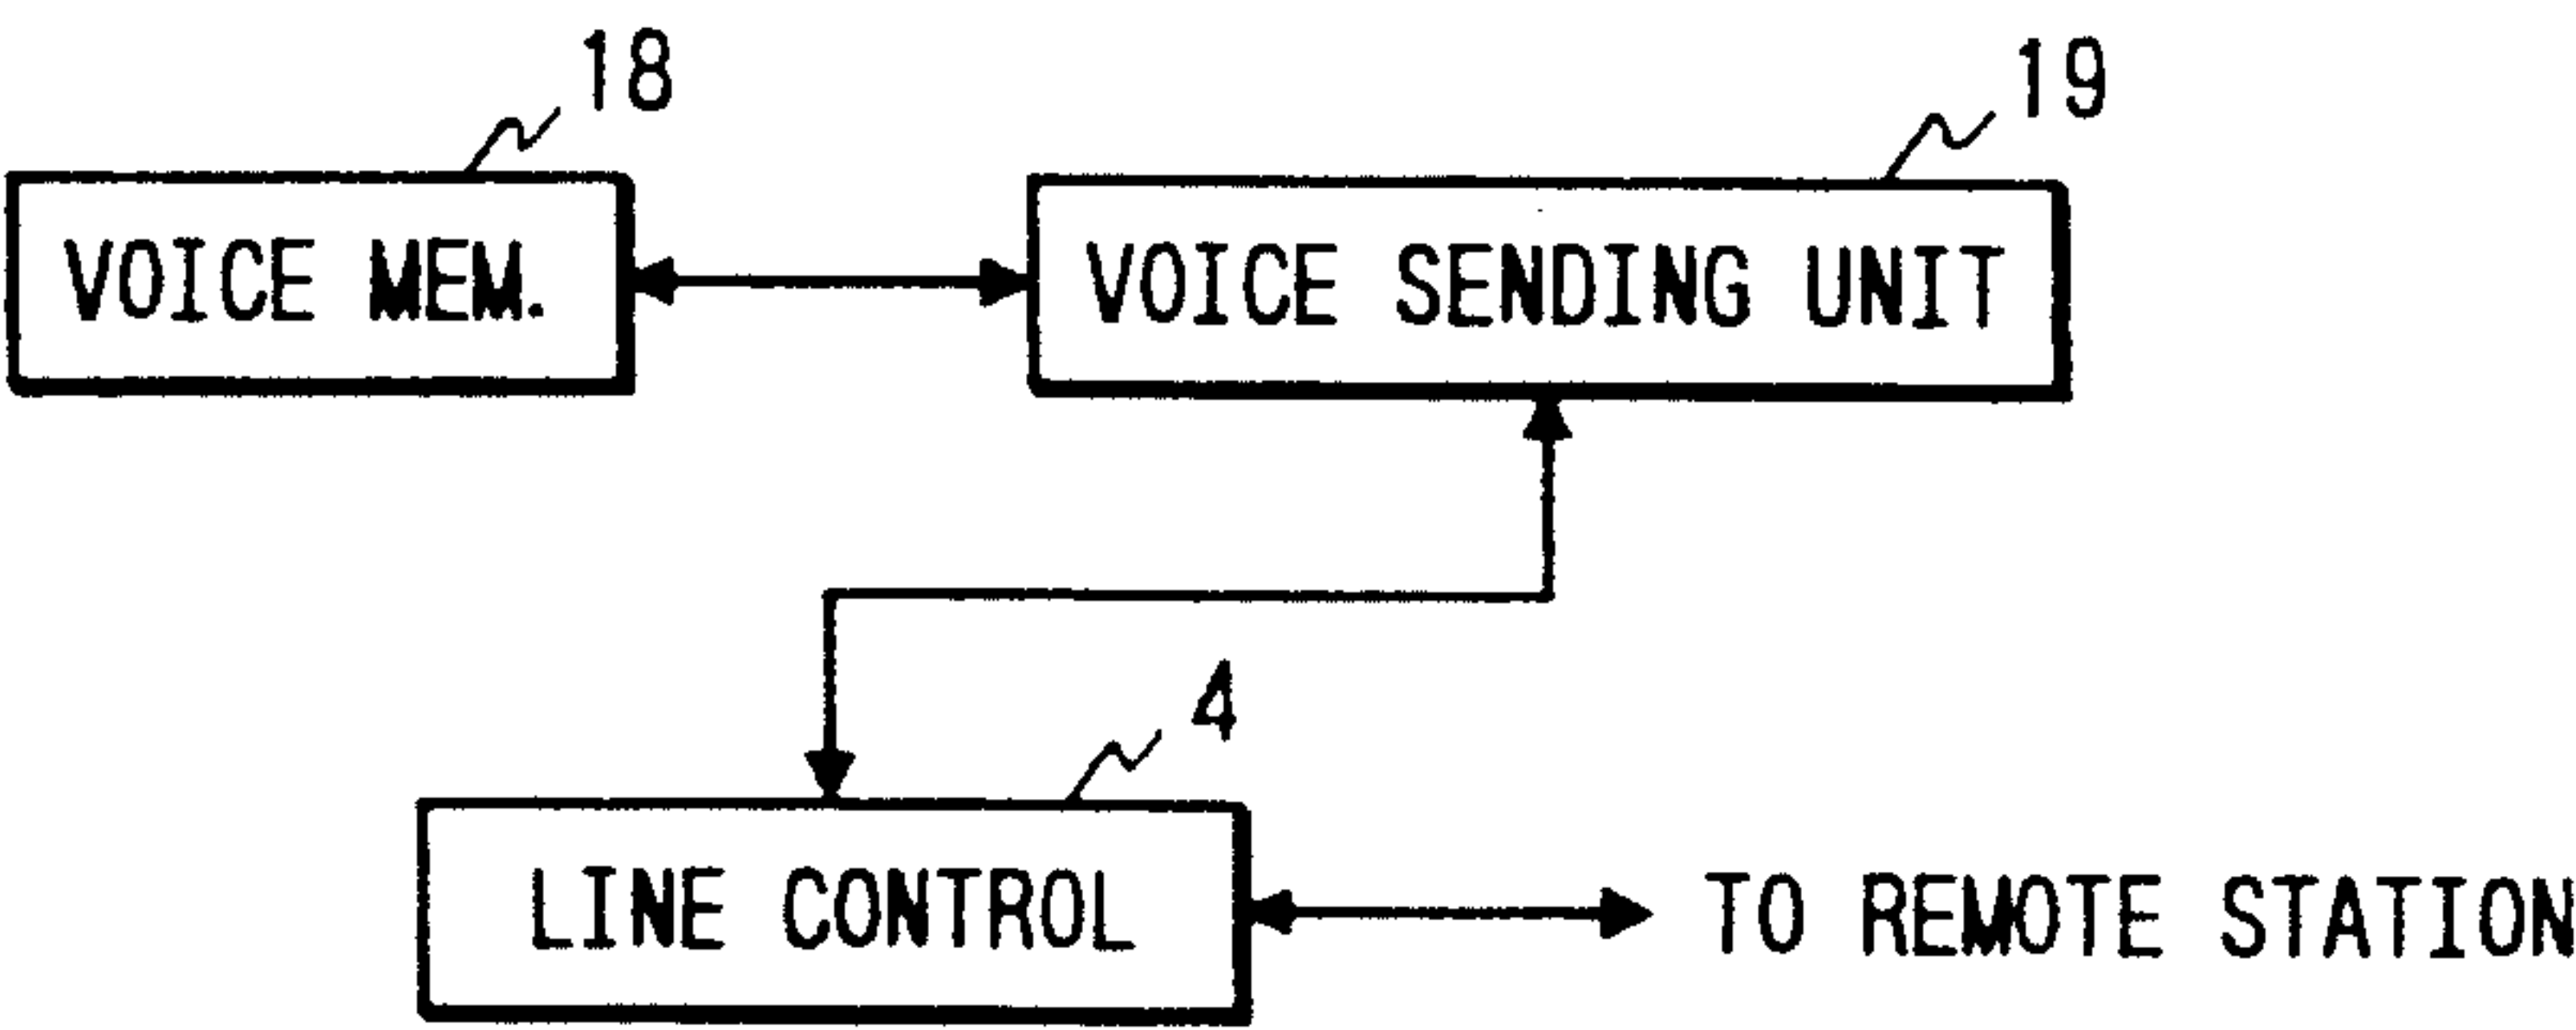 18
19
VOICE MEM.
VOICE SENDING UNIT
4
LINE CONTROL
TO REMOTE STATION